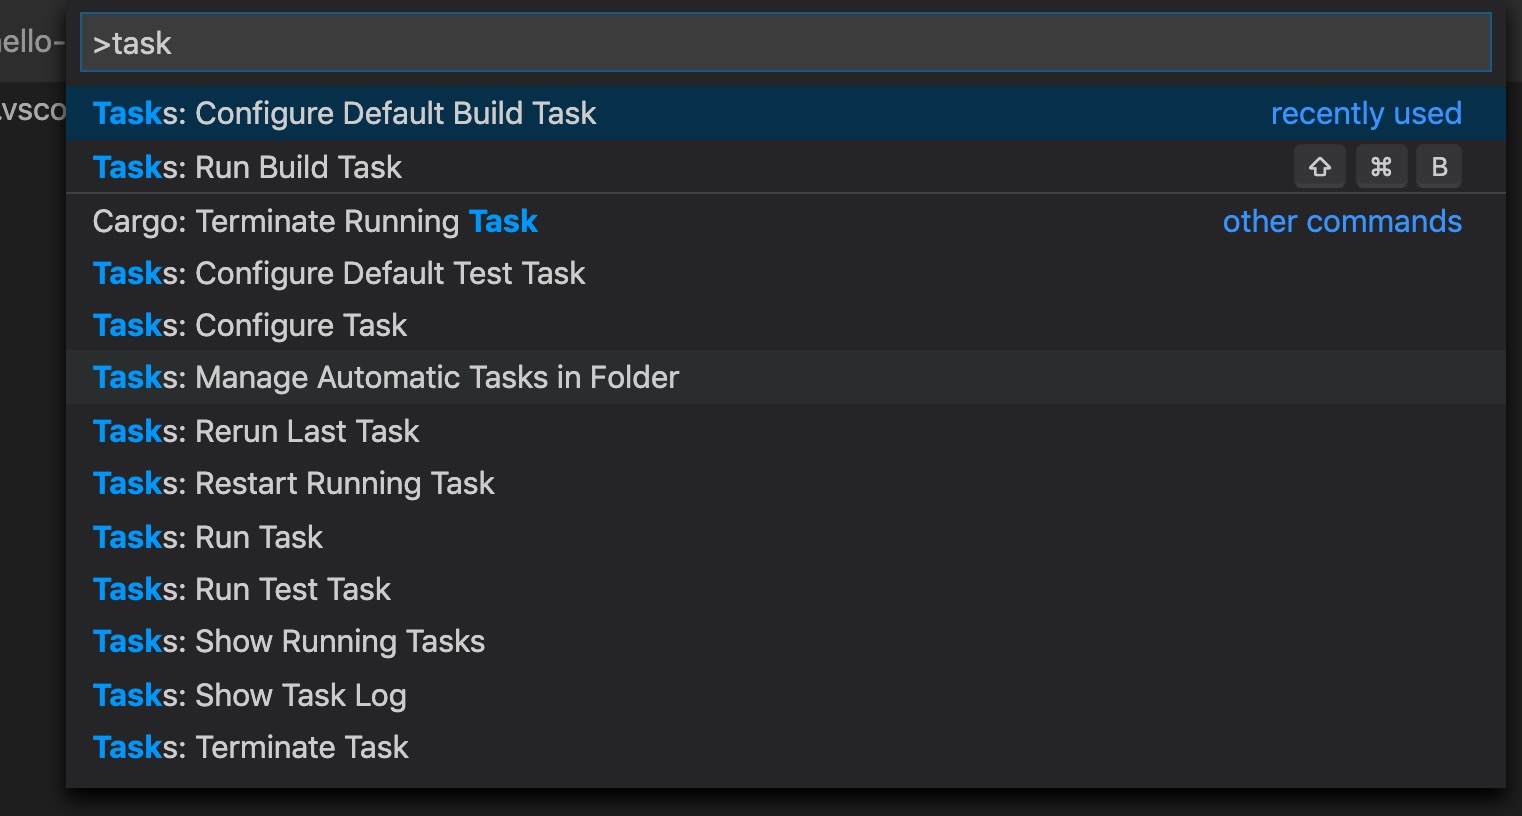 >task
Tasks: Configure Default Build Task recently used
Tasks: Run Build Task ⇧ ⌘ B
Cargo: Terminate Running Task other commands
Tasks: Configure Default Test Task
Tasks: Configure Task
Tasks: Manage Automatic Tasks in Folder
Tasks: Rerun Last Task
Tasks: Restart Running Task
Tasks: Run Task
Tasks: Run Test Task
Tasks: Show Running Tasks
Tasks: Show Task Log
Tasks: Terminate Task